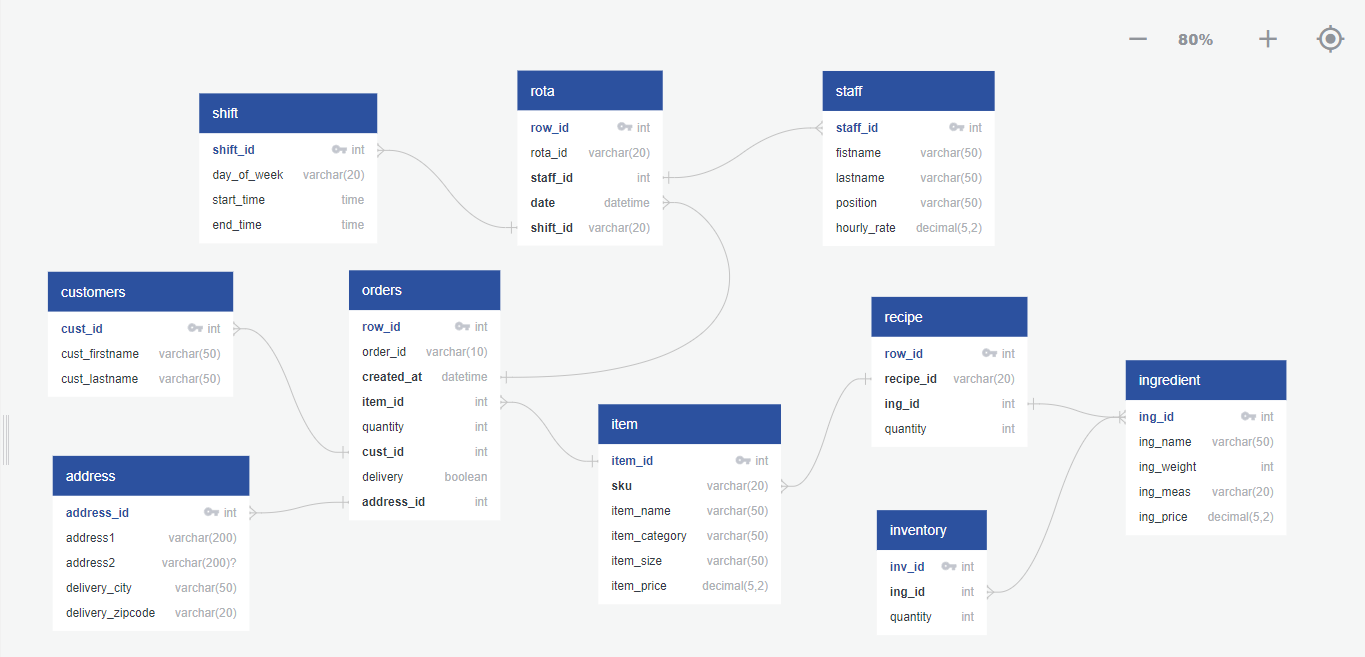 80%
shift
shift_id int
day_of_week varchar(20)
start_time time
end_time time
rota
row_id int
rota_id varchar(20)
staff_id int
date datetime
shift_id varchar(20)
staff
staff_id int
fistname varchar(50)
lastname varchar(50)
position varchar(50)
hourly_rate decimal(5,2)
customers
cust_id int
cust_firstname varchar(50)
cust_lastname varchar(50)
orders
row_id int
order_id varchar(10)
created_at datetime
item_id int
quantity int
cust_id int
delivery boolean
address_id int
address
address_id int
address1 varchar(200)
address2 varchar(200)?
delivery_city varchar(50)
delivery_zipcode varchar(20)
item
item_id int
sku varchar(20)
item_name varchar(50)
item_category varchar(50)
item_size varchar(50)
item_price decimal(5,2)
recipe
row_id int
recipe_id varchar(20)
ing_id int
quantity int
ingredient
ing_id int
ing_name varchar(50)
ing_weight int
ing_meas varchar(20)
ing_price decimal(5,2)
inventory
inv_id int
ing_id int
quantity int